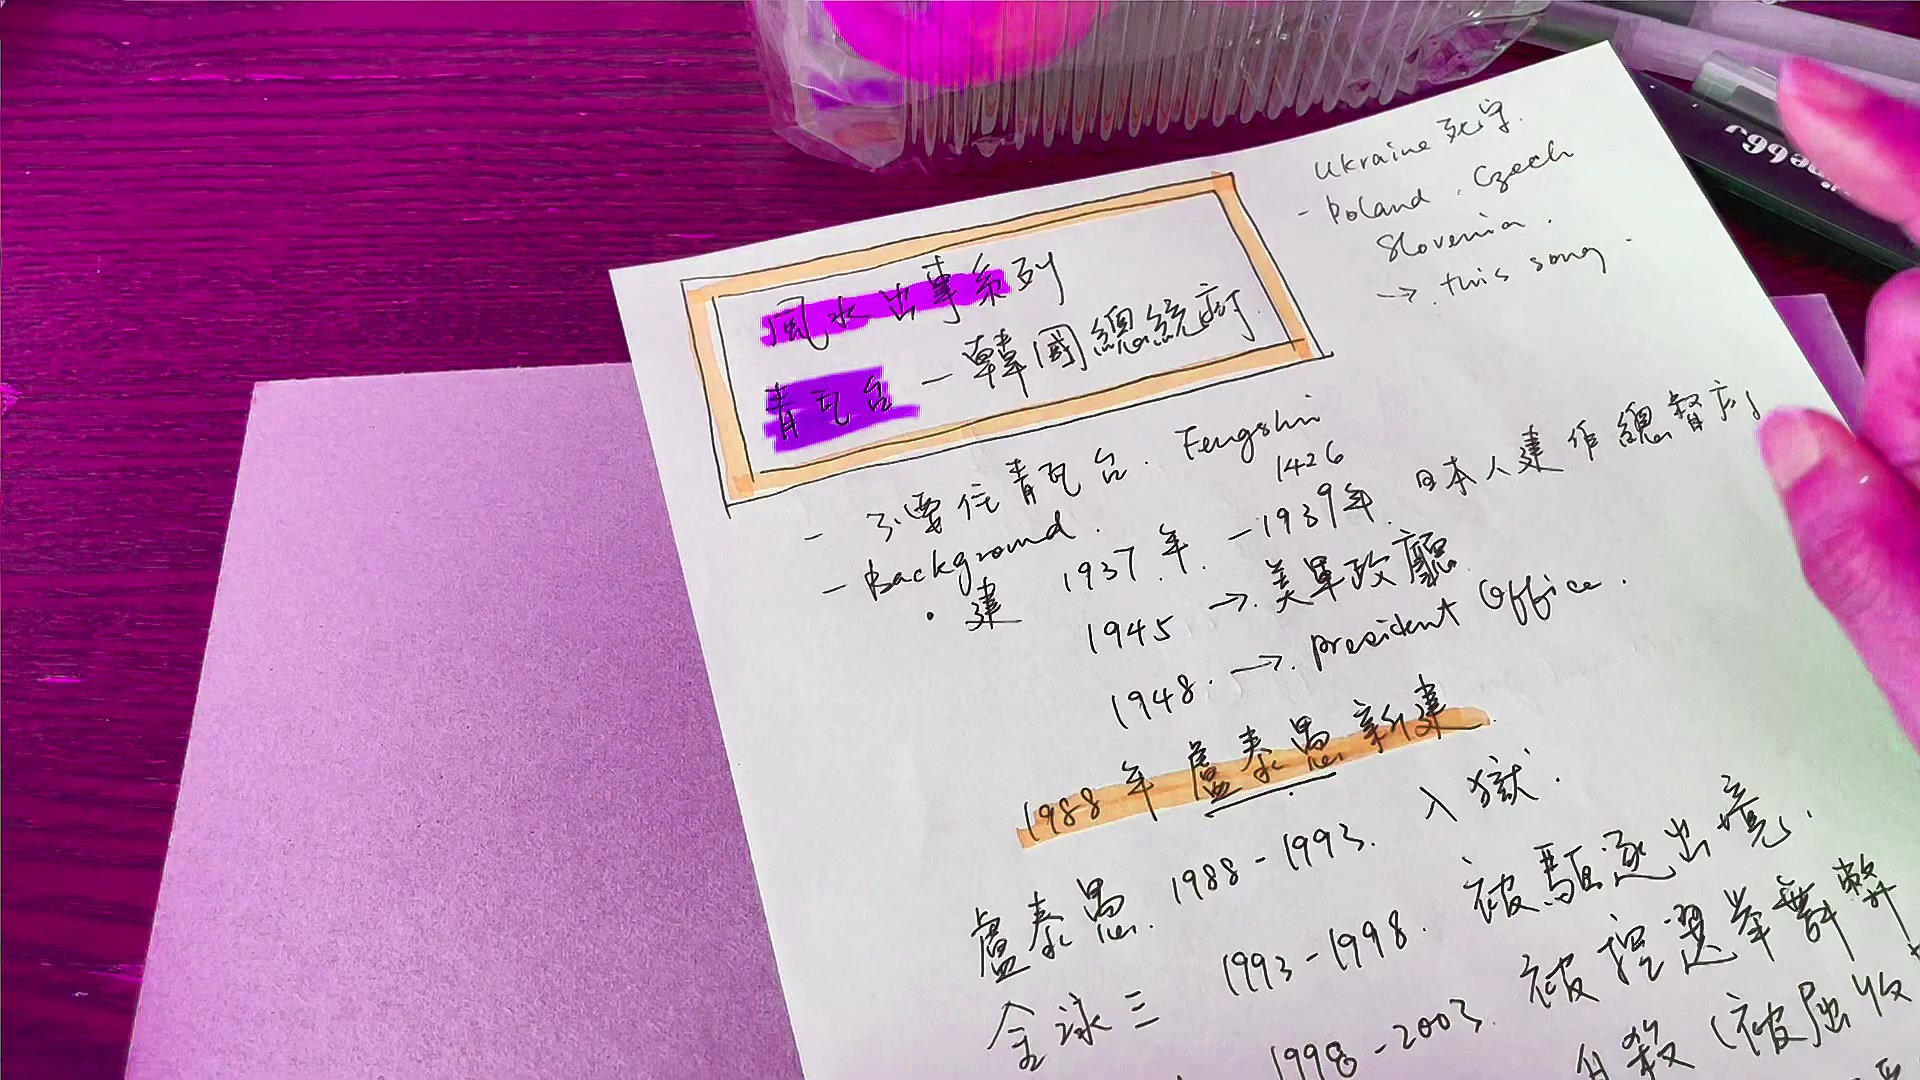 Ukraine 死守.
- Poland. Czech
Slovenia.
→ this song.
風水出事系列
青瓦台 - 韓國總統府
- 不要住青瓦台. Fengshui
1426
- Background.
• 建 1937年. - 1939年. 日本人建作總督府
1945 → 美軍政廳
1948. → President Office.
1988年 盧泰愚新建
盧泰愚. 1988-1993. 入獄.
金泳三 1993-1998. 被驅逐出境.
1998-2003. 被控選舉舞弊
自殺 (被屈收